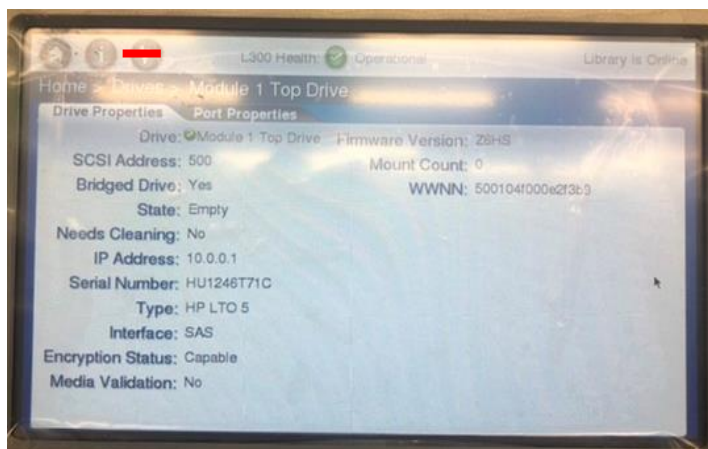 L300 Health: Operational
Library Is Online
Home > Drives > Module 1 Top Drive
Drive Properties Port Properties
Drive: Module 1 Top Drive
Firmware Version: Z6HS
SCSI Address: 500
Mount Count: 0
Bridged Drive: Yes
WWNN: 500104f000e2f3b9
State: Empty
Needs Cleaning: No
IP Address: 10.0.0.1
Serial Number: HU1246T71C
Type: HP LTO 5
Interface: SAS
Encryption Status: Capable
Media Validation: No